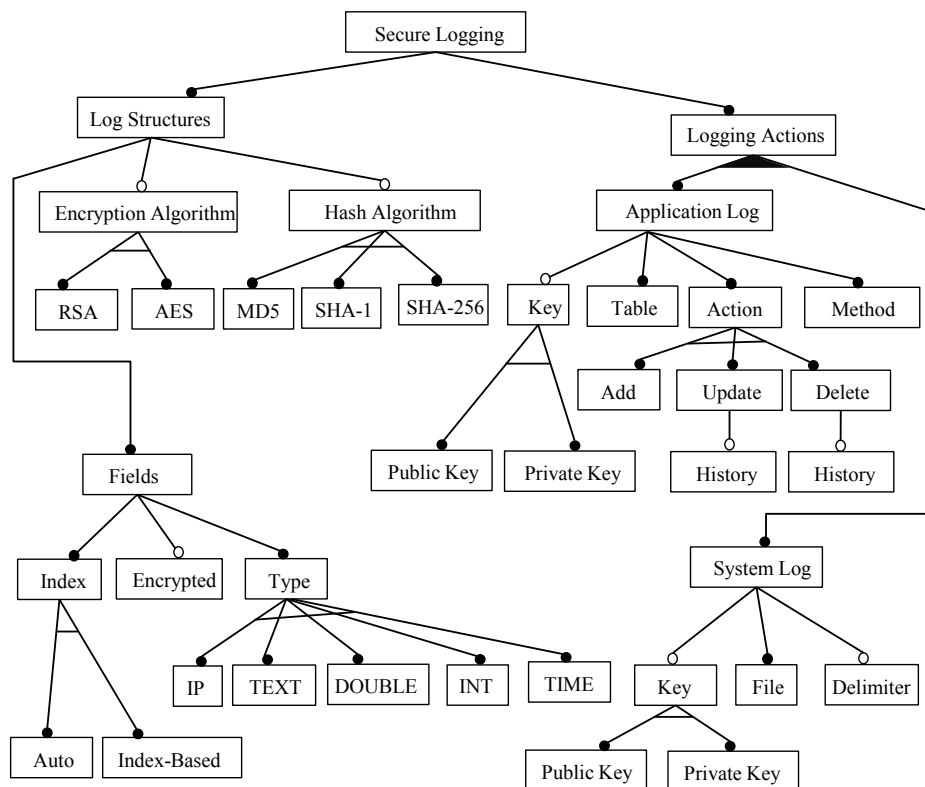 Secure Logging
Log Structures
Logging Actions
Encryption Algorithm
Hash Algorithm
Application Log
RSA
AES
MD5
SHA-1
SHA-256
Key
Table
Action
Method
Add
Update
Delete
Public Key
Private Key
History
History
Fields
Index
Encrypted
Type
System Log
IP
TEXT
DOUBLE
INT
TIME
Key
File
Delimiter
Auto
Index-Based
Public Key
Private Key